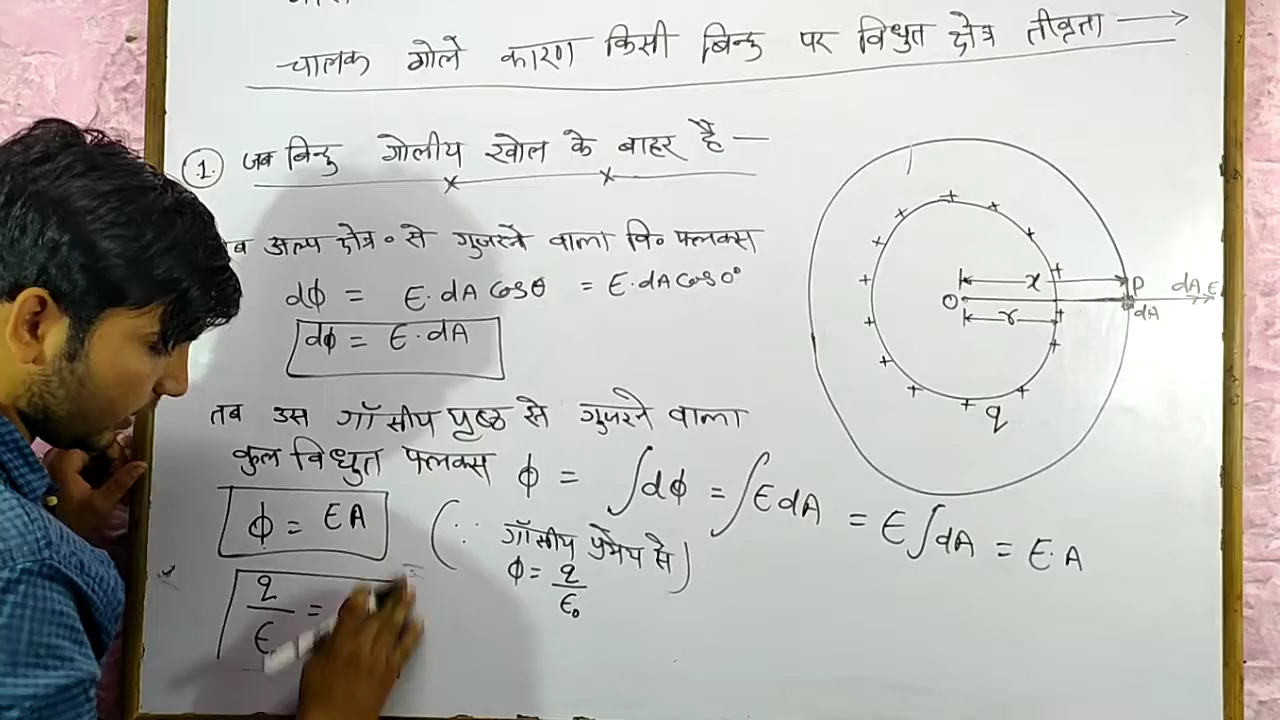 चालक गोले कारण किसी बिन्दु पर विधुत क्षेत्र तीव्रता →
1. जब बिन्दु गोलीय खोल के बाहर है —
अल्प क्षेत्र० से गुजरने वाला वि० फ्लक्स
dϕ = E·dA cosθ = E·dA cos0°
dϕ = E·dA
तब उस गॉसीय पृष्ठ से गुजरने वाला
कुल विधुत फ्लक्स ϕ = ∫dϕ = ∫EdA = E∫dA = E·A
ϕ = EA (∵ गॉसीय प्रमेय से)
ϕ = q/ϵ₀
q/ϵ =
x
P
dA, E
O
dA
r
q